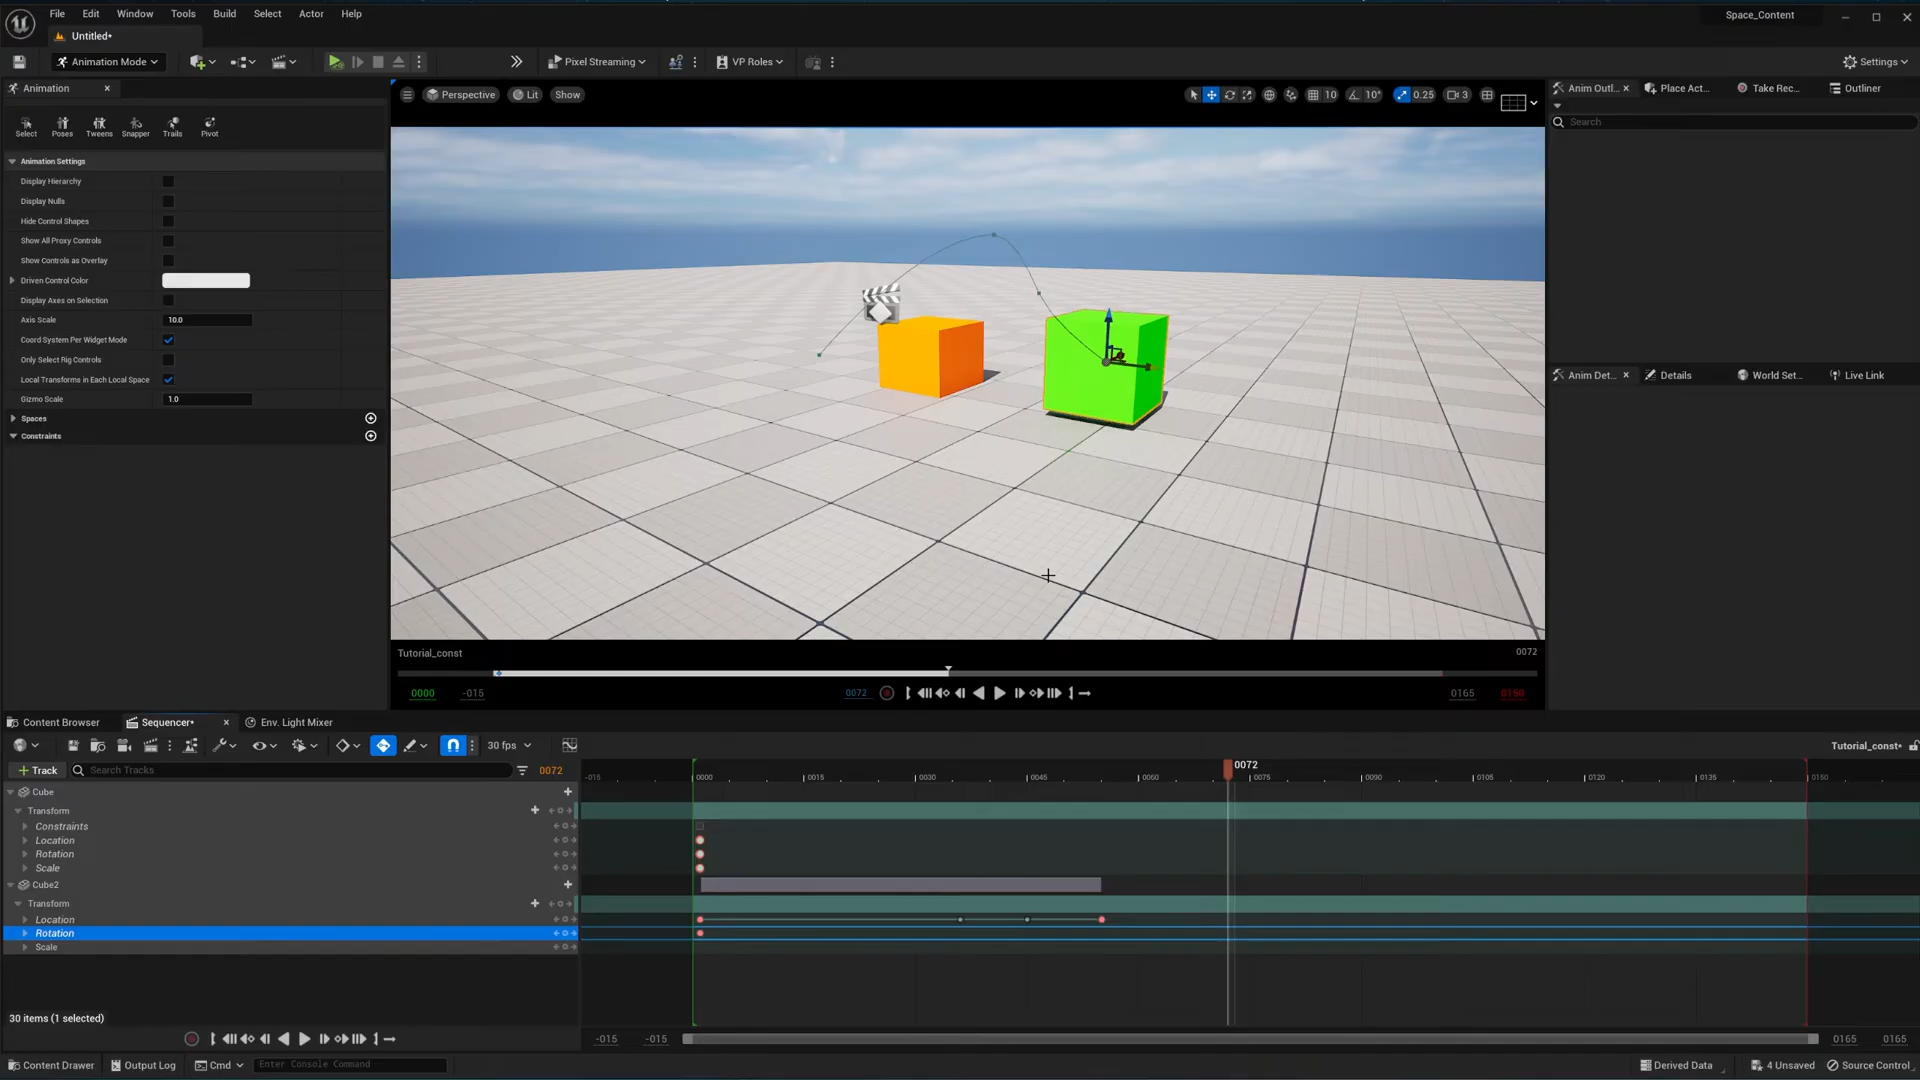 File Edit Window Tools Build Select Actor Help
Space_Content
Untitled*
Animation Mode
Pixel Streaming
VP Roles
Settings
Animation
Perspective Lit Show
10 10° 0.25 3
Anim Outl... Place Act... Take Rec... Outliner
Search
Select Poses Tweens Snapper Trails Pivot
Animation Settings
Display Hierarchy
Display Nulls
Hide Control Shapes
Show All Proxy Controls
Show Controls as Overlay
Driven Control Color
Display Axes on Selection
Axis Scale 10.0
Coord System Per Widget Mode
Only Select Rig Controls
Local Transforms in Each Local Space
Gizmo Scale 1.0
Spaces
Constraints
Anim Det... Details World Set... Live Link
Tutorial_const 0072
0000 -015 0072 0165 0150
Content Browser Sequencer* Env. Light Mixer
30 fps
Tutorial_const*
Track Search Tracks 0072
-015 0000 0015 0030 0045 0060 0072 0075 0090 0105 0120 0135 0150
Cube
Transform
Constraints
Location
Rotation
Scale
Cube2
Transform
Location
Rotation
Scale
30 items (1 selected)
-015 -015 0165 0165
Content Drawer Output Log Cmd Enter Console Command
Derived Data 4 Unsaved Source Control